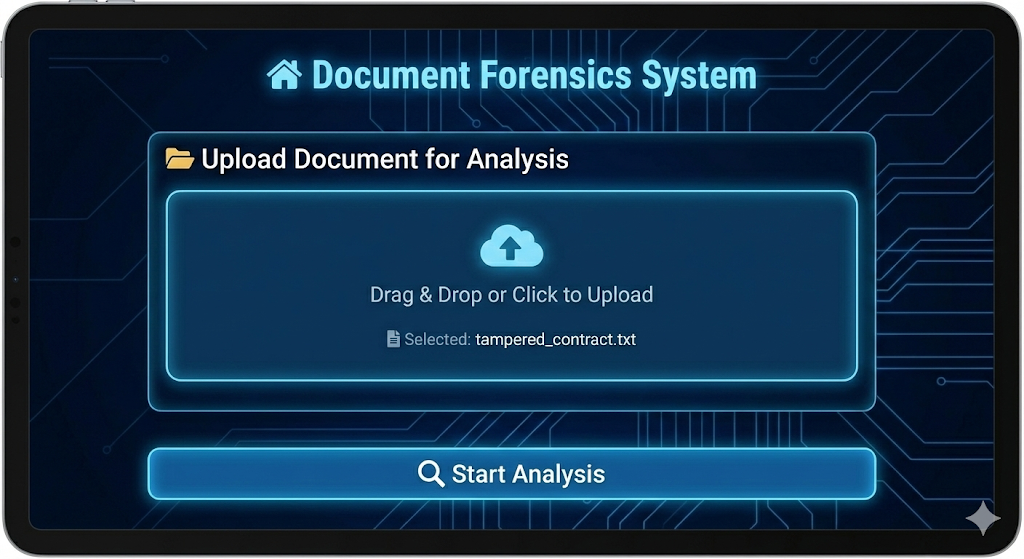 Document Forensics System
Upload Document for Analysis
Drag & Drop or Click to Upload
Selected: tampered_contract.txt
Start Analysis